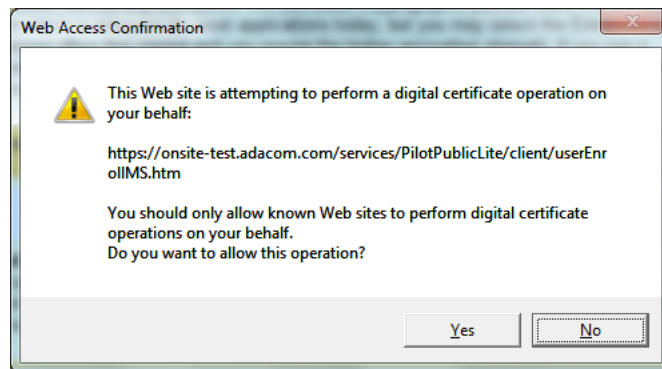 Web Access Confirmation
This Web site is attempting to perform a digital certificate operation on
your behalf:
https://onsite-test.adacom.com/services/PilotPublicLite/client/userEnr
ollMS.htm
You should only allow known Web sites to perform digital certificate
operations on your behalf.
Do you want to allow this operation?
Yes
No